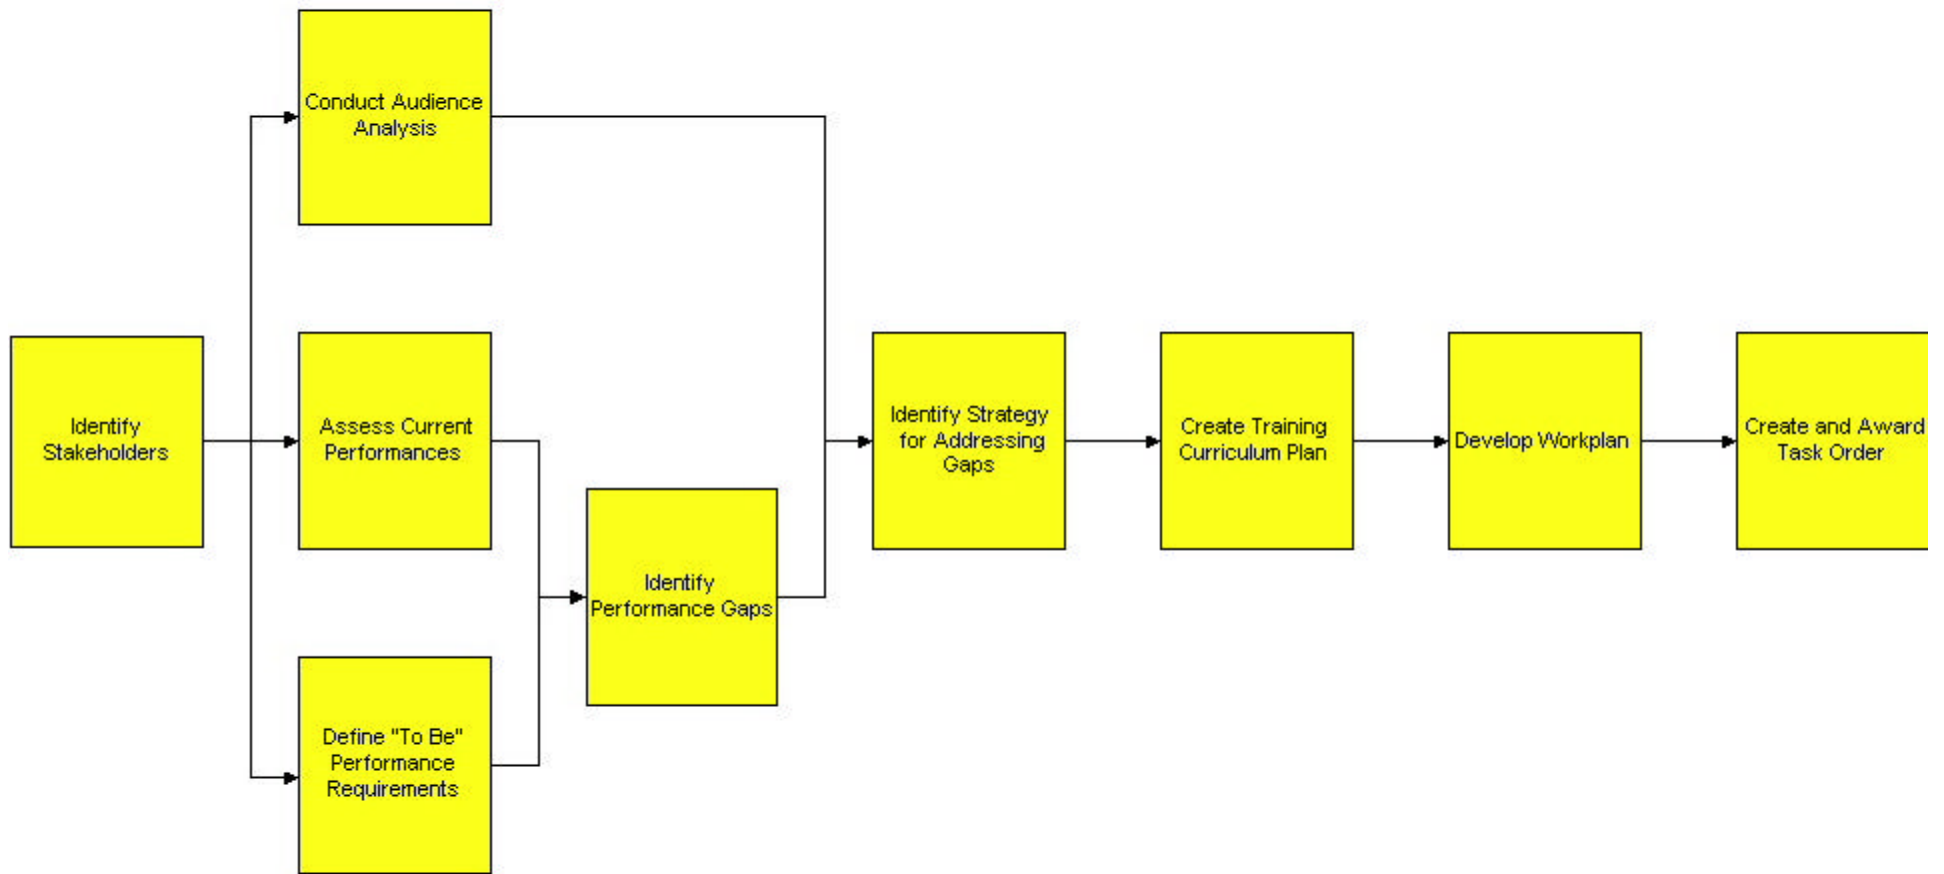 Conduct Audience
Analysis
Identify
Stakeholders
Assess Current
Performances
Define "To Be"
Performance
Requirements
Identify
Performance Gaps
Identify Strategy
for Addressing
Gaps
Create Training
Curriculum Plan
Develop Workplan
Create and Award
Task Order